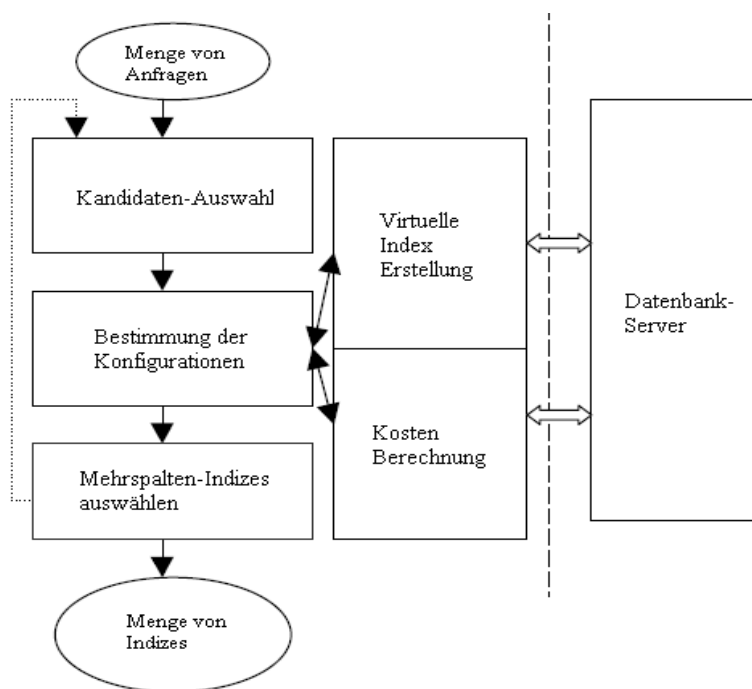 Menge von
Anfragen
Kandidaten-Auswahl
Virtuelle
Index
Erstellung
Bestimmung der
Konfigurationen
Datenbank-
Server
Kosten
Berechnung
Mehrspalten-Indizes
auswählen
Menge von
Indizes